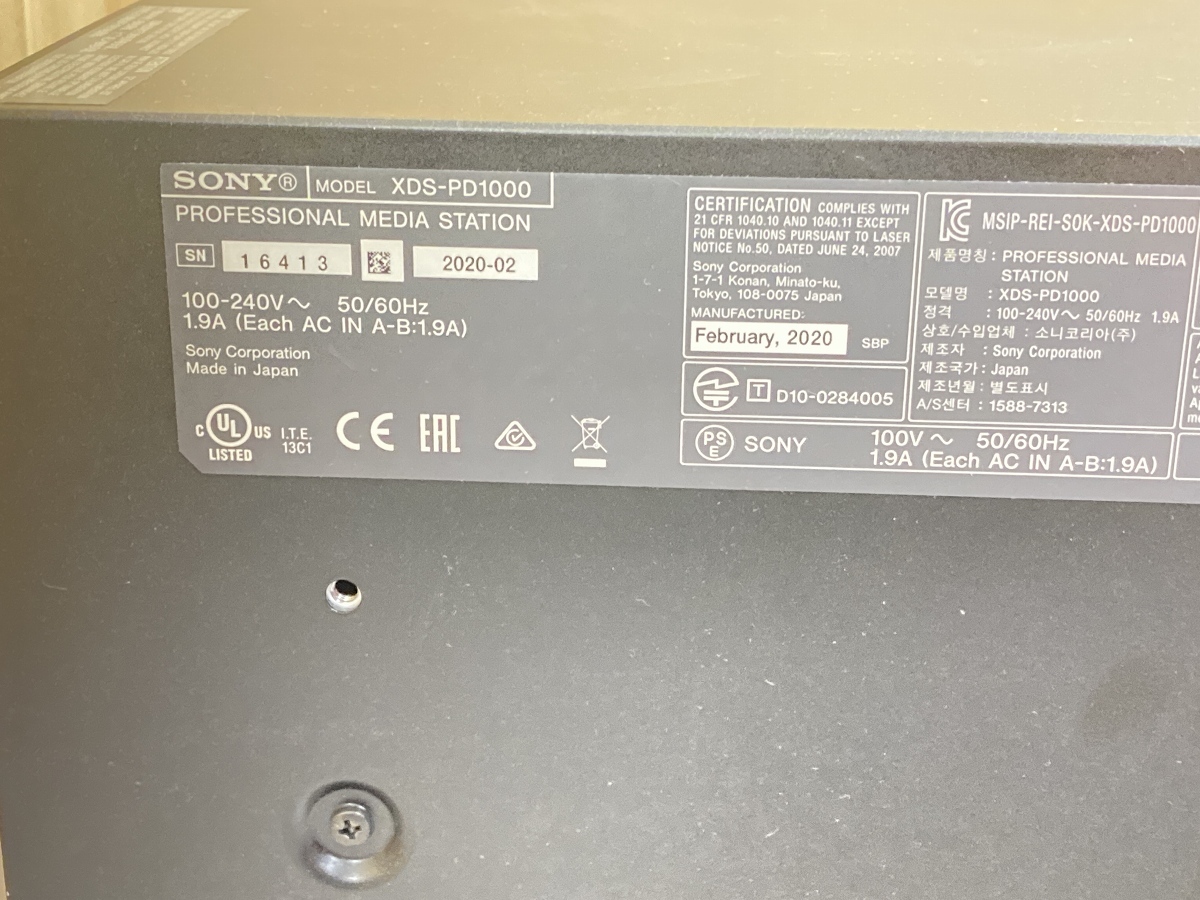 SONY® MODEL XDS-PD1000
PROFESSIONAL MEDIA STATION
SN 16413 2020-02
100-240V～ 50/60Hz
1.9A (Each AC IN A-B:1.9A)
Sony Corporation
Made in Japan
C UL US LISTED I.T.E. 13C1
CE EAC
CERTIFICATION COMPLIES WITH
21 CFR 1040.10 AND 1040.11 EXCEPT
FOR DEVIATIONS PURSUANT TO LASER
NOTICE No.50, DATED JUNE 24, 2007
Sony Corporation
1-7-1 Konan, Minato-ku,
Tokyo, 108-0075 Japan
MANUFACTURED:
February, 2020 SBP
T D10-0284005
MSIP-REI-SOK-XDS-PD1000
제품명칭 : PROFESSIONAL MEDIA
STATION
모델명 : XDS-PD1000
정격 : 100-240V～ 50/60Hz 1.9A
상호/수입업체 : 소니코리아(주)
제조자 : Sony Corporation
제조국가 : Japan
제조년월 : 별도표시
A/S센터 : 1588-7313
PSE SONY 100V～ 50/60Hz
1.9A (Each AC IN A-B:1.9A)